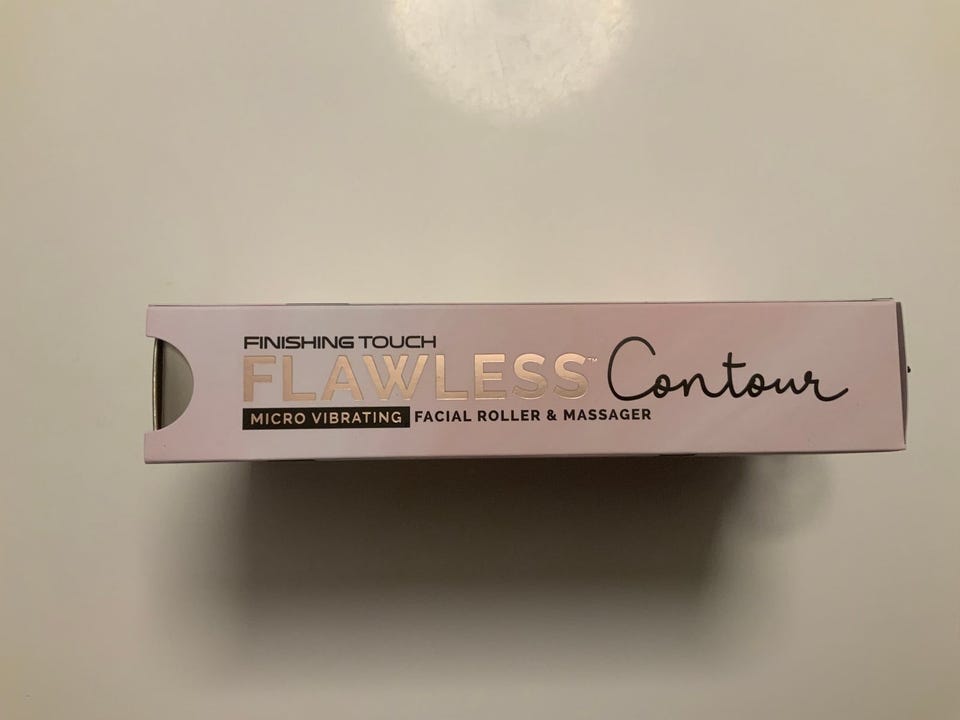 FINISHING TOUCH
FLAWLESS™ Contour
MICRO VIBRATING FACIAL ROLLER & MASSAGER